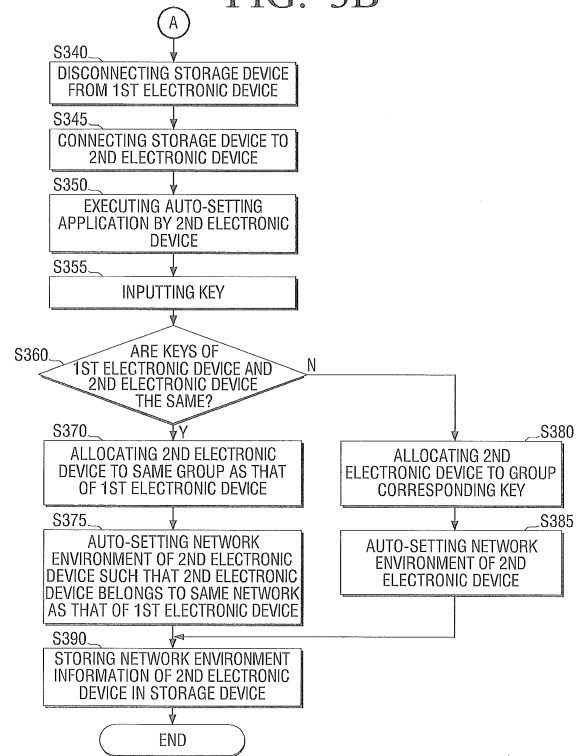 FIG. 3B
A
S340
DISCONNECTING STORAGE DEVICE
FROM 1ST ELECTRONIC DEVICE
S345
CONNECTING STORAGE DEVICE TO
2ND ELECTRONIC DEVICE
S350
EXECUTING AUTO-SETTING
APPLICATION BY 2ND ELECTRONIC
DEVICE
S355
INPUTTING KEY
S360
ARE KEYS OF
1ST ELECTRONIC DEVICE AND
2ND ELECTRONIC DEVICE
THE SAME?
N
Y
S370
ALLOCATING 2ND ELECTRONIC
DEVICE TO SAME GROUP AS THAT
OF 1ST ELECTRONIC DEVICE
S380
ALLOCATING 2ND
ELECTRONIC DEVICE TO GROUP
CORRESPONDING KEY
S375
AUTO-SETTING NETWORK
ENVIRONMENT OF 2ND ELECTRONIC
DEVICE SUCH THAT 2ND ELECTRONIC
DEVICE BELONGS TO SAME NETWORK
AS THAT OF 1ST ELECTRONIC DEVICE
S385
AUTO-SETTING NETWORK
ENVIRONMENT OF 2ND
ELECTRONIC DEVICE
S390
STORING NETWORK ENVIRONMENT
INFORMATION OF 2ND ELECTRONIC
DEVICE IN STORAGE DEVICE
END